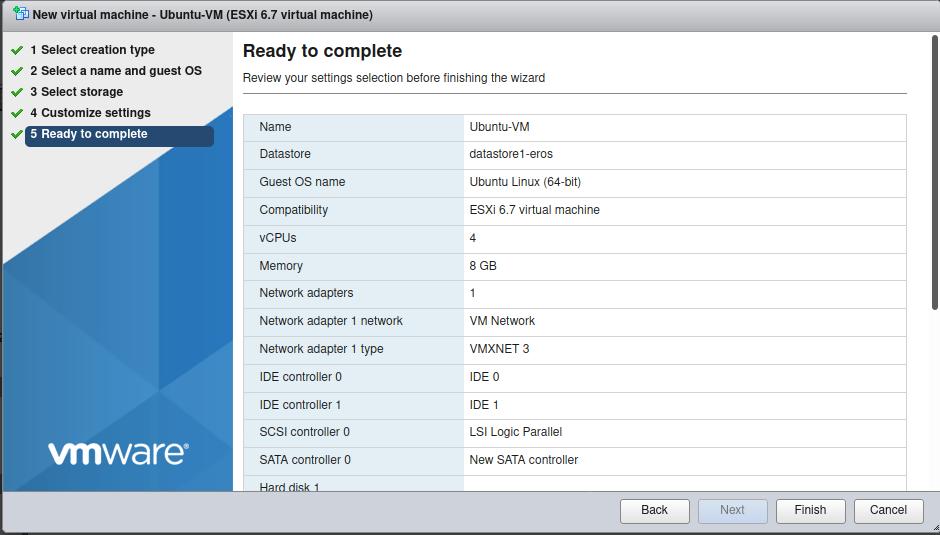 New virtual machine - Ubuntu-VM (ESXi 6.7 virtual machine)
1 Select creation type
2 Select a name and guest OS
3 Select storage
4 Customize settings
5 Ready to complete
vmware®
Ready to complete
Review your settings selection before finishing the wizard
Name Ubuntu-VM
Datastore datastore1-eros
Guest OS name Ubuntu Linux (64-bit)
Compatibility ESXi 6.7 virtual machine
vCPUs 4
Memory 8 GB
Network adapters 1
Network adapter 1 network VM Network
Network adapter 1 type VMXNET 3
IDE controller 0 IDE 0
IDE controller 1 IDE 1
SCSI controller 0 LSI Logic Parallel
SATA controller 0 New SATA controller
Hard disk 1
Back Next Finish Cancel